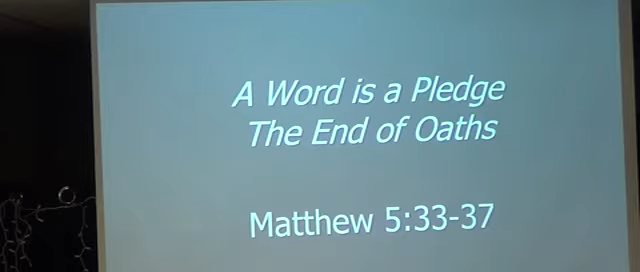 A Word is a Pledge
The End of Oaths
Matthew 5:33-37